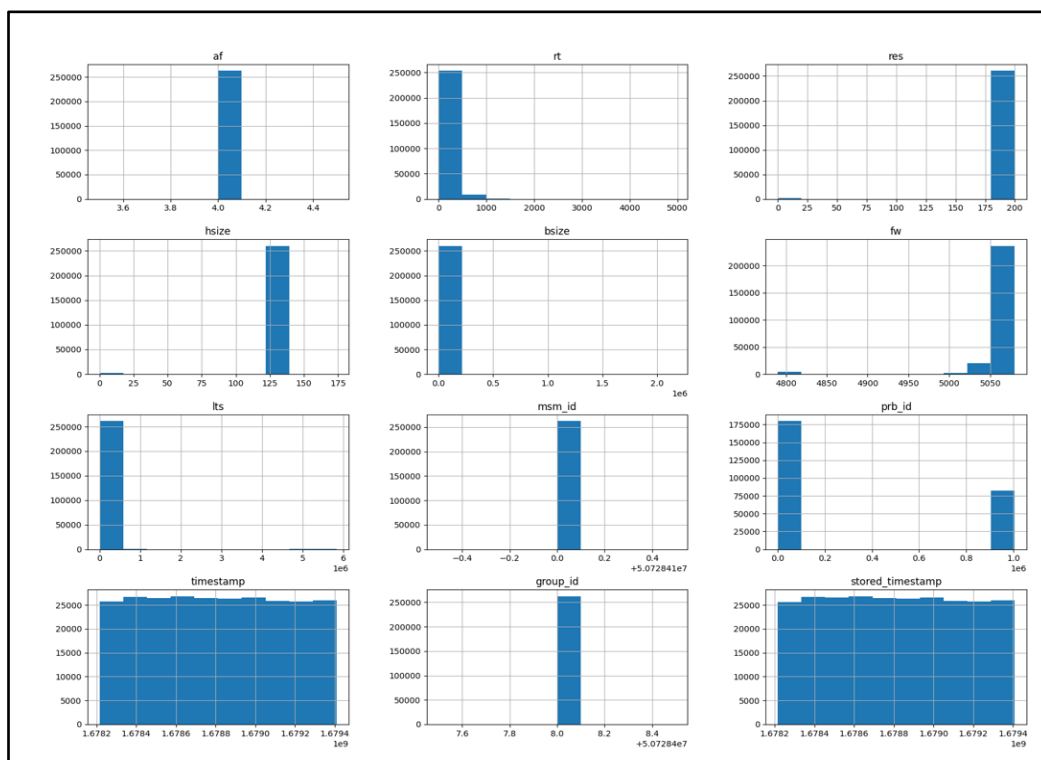 af
250000
200000
150000
100000
50000
0
3.6 3.8 4.0 4.2 4.4
rt
250000
200000
150000
100000
50000
0
0 1000 2000 3000 4000 5000
res
250000
200000
150000
100000
50000
0
0 25 50 75 100 125 150 175 200
hsize
250000
200000
150000
100000
50000
0
0 25 50 75 100 125 150 175
bsize
250000
200000
150000
100000
50000
0
0.0 0.5 1.0 1.5 2.0
1e6
fw
200000
150000
100000
50000
0
4800 4850 4900 4950 5000 5050
lts
250000
200000
150000
100000
50000
0
0 1 2 3 4 5 6
1e6
msm_id
250000
200000
150000
100000
50000
0
−0.4 −0.2 0.0 0.2 0.4
+5.072841e7
prb_id
175000
150000
125000
100000
75000
50000
25000
0
0.0 0.2 0.4 0.6 0.8 1.0
1e6
timestamp
25000
20000
15000
10000
5000
0
1.6782 1.6784 1.6786 1.6788 1.6790 1.6792 1.6794
1e9
group_id
250000
200000
150000
100000
50000
0
7.6 7.8 8.0 8.2 8.4
+5.07284e7
stored_timestamp
25000
20000
15000
10000
5000
0
1.6782 1.6784 1.6786 1.6788 1.6790 1.6792 1.6794
1e9